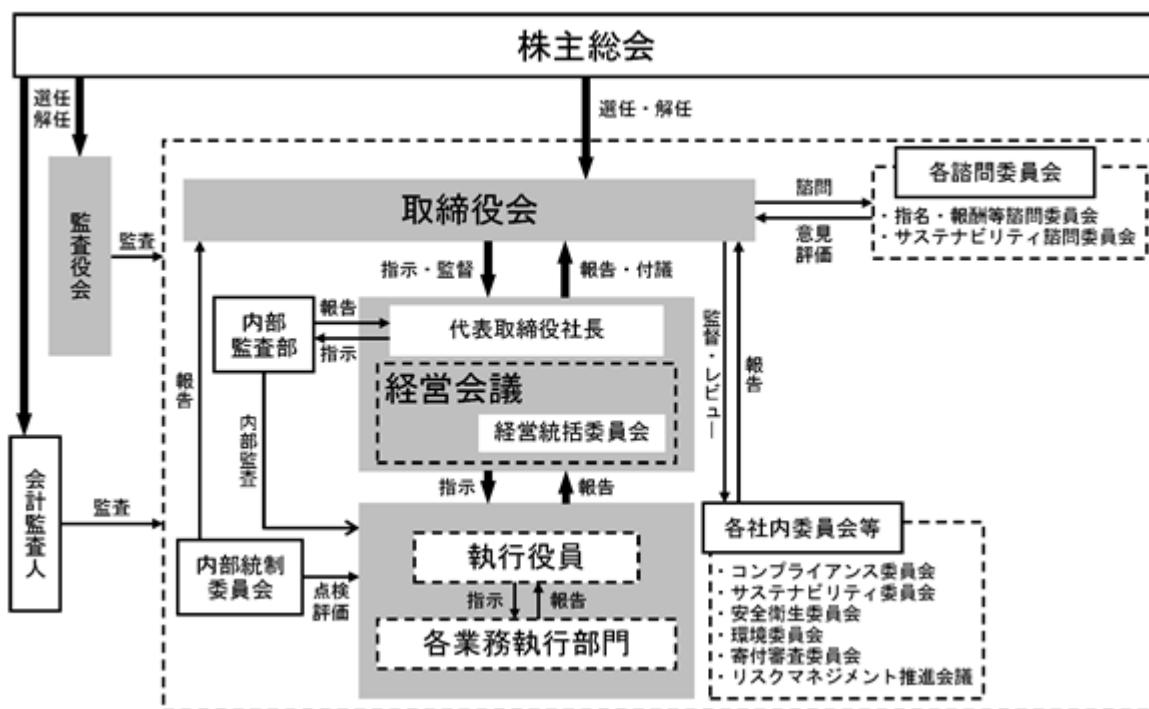 株主総会
選任
解任
選任・解任
各諮問委員会
・指名・報酬等諮問委員会
・サステナビリティ諮問委員会
取締役会
諮問
意見
評価
監査役会
監査
指示・監督
報告・付議
内部
監査部
報告
指示
代表取締役社長
経営会議
経営統括委員会
監督・レビュー
報告
報告
内部監査
指示
報告
会計監査人
監査
内部統制
委員会
点検
評価
執行役員
指示
報告
各業務執行部門
各社内委員会等
・コンプライアンス委員会
・サステナビリティ委員会
・安全衛生委員会
・環境委員会
・寄付審査委員会
・リスクマネジメント推進会議